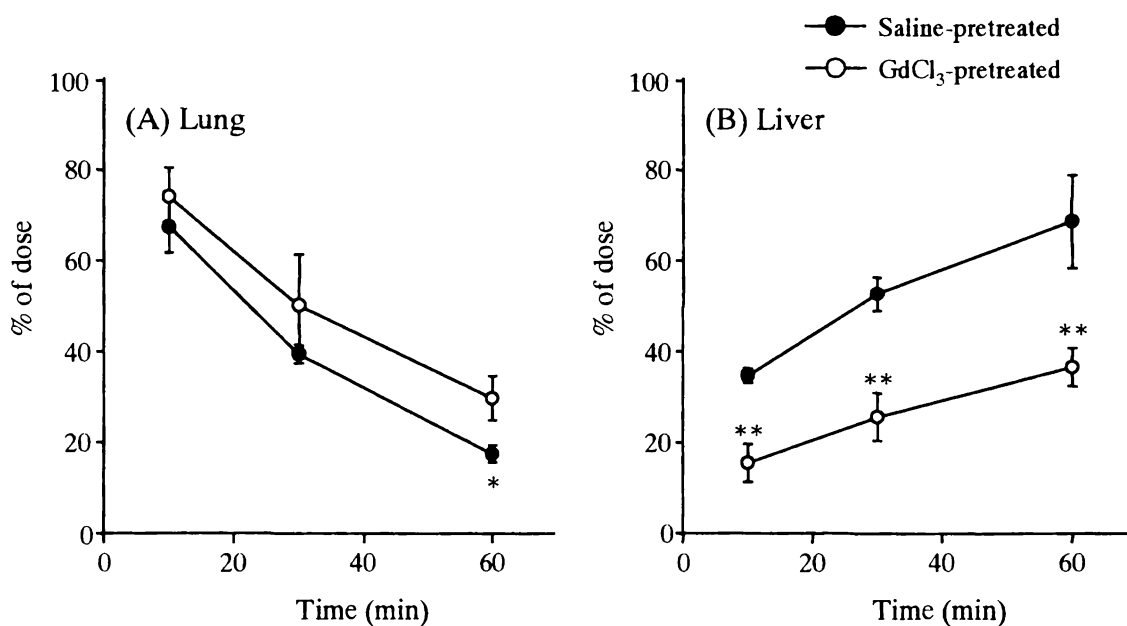 Saline-pretreated
GdCl₃-pretreated
(A) Lung
100
80
60
40
20
0
% of dose
*
0 20 40 60
Time (min)
(B) Liver
100
80
60
40
20
0
% of dose
**
**
**
0 20 40 60
Time (min)